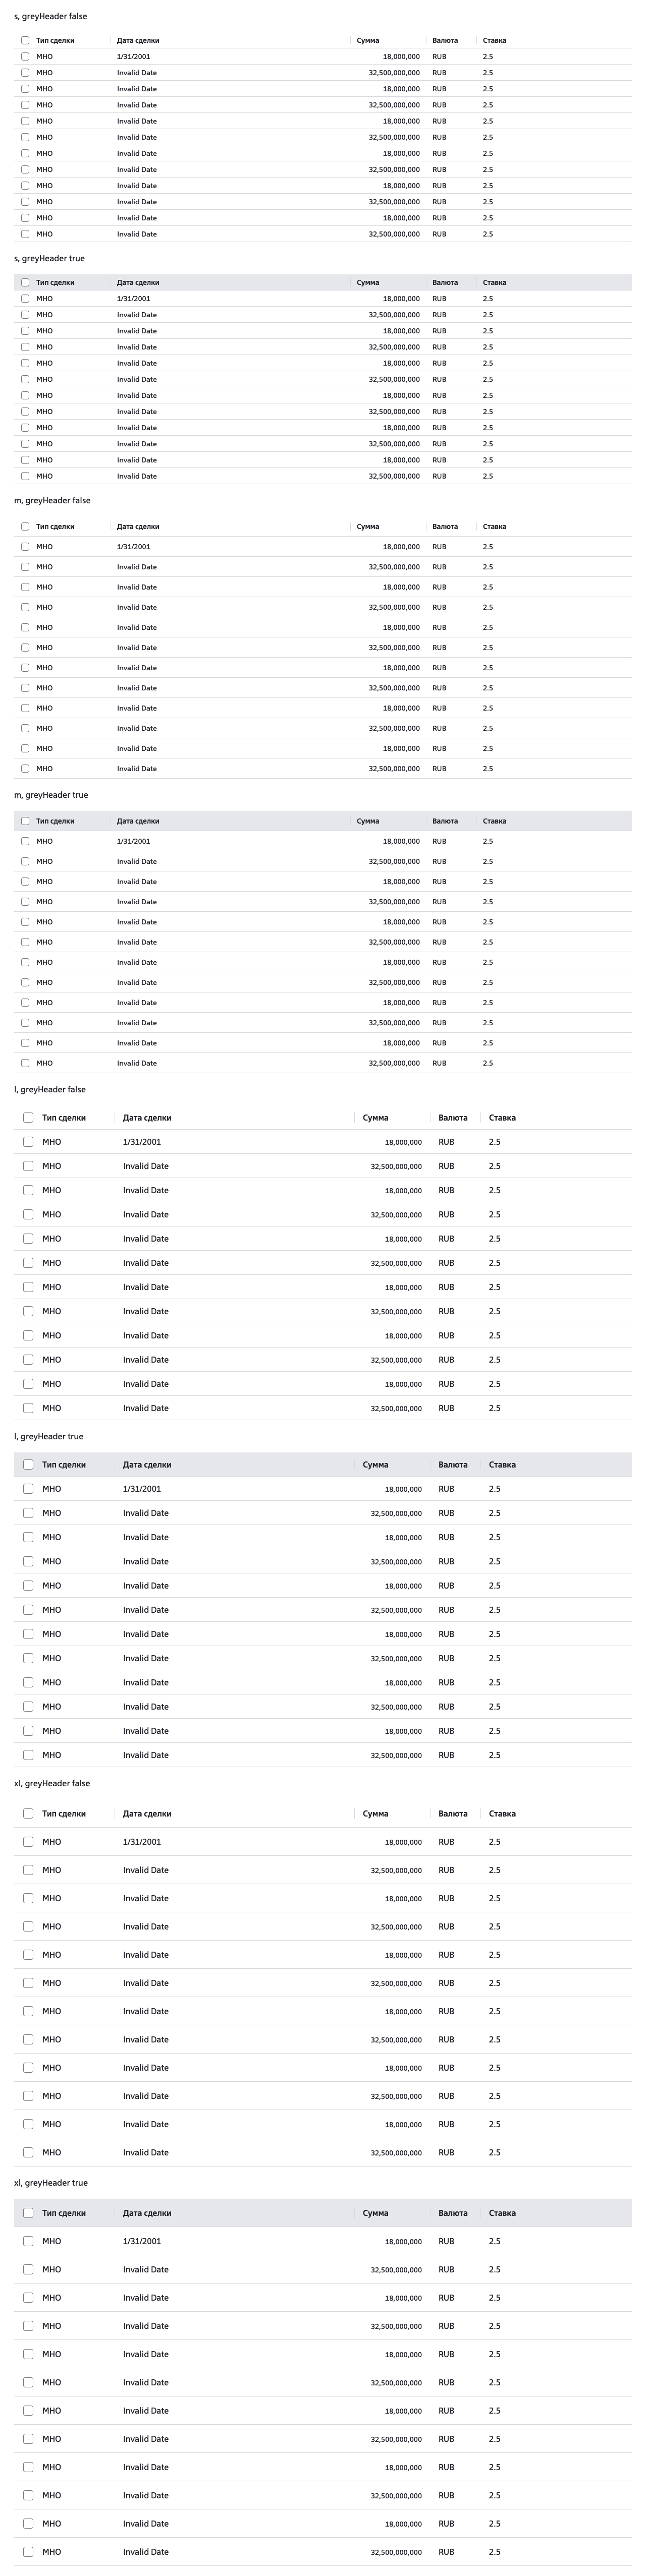 s, greyHeader false
Тип сделки Дата сделки Сумма Валюта Ставка
МНО 1/31/2001 18,000,000 RUB 2.5
МНО Invalid Date 32,500,000,000 RUB 2.5
МНО Invalid Date 18,000,000 RUB 2.5
МНО Invalid Date 32,500,000,000 RUB 2.5
МНО Invalid Date 18,000,000 RUB 2.5
МНО Invalid Date 32,500,000,000 RUB 2.5
МНО Invalid Date 18,000,000 RUB 2.5
МНО Invalid Date 32,500,000,000 RUB 2.5
МНО Invalid Date 18,000,000 RUB 2.5
МНО Invalid Date 32,500,000,000 RUB 2.5
МНО Invalid Date 18,000,000 RUB 2.5
МНО Invalid Date 32,500,000,000 RUB 2.5
s, greyHeader true
Тип сделки Дата сделки Сумма Валюта Ставка
МНО 1/31/2001 18,000,000 RUB 2.5
МНО Invalid Date 32,500,000,000 RUB 2.5
МНО Invalid Date 18,000,000 RUB 2.5
МНО Invalid Date 32,500,000,000 RUB 2.5
МНО Invalid Date 18,000,000 RUB 2.5
МНО Invalid Date 32,500,000,000 RUB 2.5
МНО Invalid Date 18,000,000 RUB 2.5
МНО Invalid Date 32,500,000,000 RUB 2.5
МНО Invalid Date 18,000,000 RUB 2.5
МНО Invalid Date 32,500,000,000 RUB 2.5
МНО Invalid Date 18,000,000 RUB 2.5
МНО Invalid Date 32,500,000,000 RUB 2.5
m, greyHeader false
Тип сделки Дата сделки Сумма Валюта Ставка
МНО 1/31/2001 18,000,000 RUB 2.5
МНО Invalid Date 32,500,000,000 RUB 2.5
МНО Invalid Date 18,000,000 RUB 2.5
МНО Invalid Date 32,500,000,000 RUB 2.5
МНО Invalid Date 18,000,000 RUB 2.5
МНО Invalid Date 32,500,000,000 RUB 2.5
МНО Invalid Date 18,000,000 RUB 2.5
МНО Invalid Date 32,500,000,000 RUB 2.5
МНО Invalid Date 18,000,000 RUB 2.5
МНО Invalid Date 32,500,000,000 RUB 2.5
МНО Invalid Date 18,000,000 RUB 2.5
МНО Invalid Date 32,500,000,000 RUB 2.5
m, greyHeader true
Тип сделки Дата сделки Сумма Валюта Ставка
МНО 1/31/2001 18,000,000 RUB 2.5
МНО Invalid Date 32,500,000,000 RUB 2.5
МНО Invalid Date 18,000,000 RUB 2.5
МНО Invalid Date 32,500,000,000 RUB 2.5
МНО Invalid Date 18,000,000 RUB 2.5
МНО Invalid Date 32,500,000,000 RUB 2.5
МНО Invalid Date 18,000,000 RUB 2.5
МНО Invalid Date 32,500,000,000 RUB 2.5
МНО Invalid Date 18,000,000 RUB 2.5
МНО Invalid Date 32,500,000,000 RUB 2.5
МНО Invalid Date 18,000,000 RUB 2.5
МНО Invalid Date 32,500,000,000 RUB 2.5
l, greyHeader false
Тип сделки Дата сделки Сумма Валюта Ставка
МНО 1/31/2001 18,000,000 RUB 2.5
МНО Invalid Date 32,500,000,000 RUB 2.5
МНО Invalid Date 18,000,000 RUB 2.5
МНО Invalid Date 32,500,000,000 RUB 2.5
МНО Invalid Date 18,000,000 RUB 2.5
МНО Invalid Date 32,500,000,000 RUB 2.5
МНО Invalid Date 18,000,000 RUB 2.5
МНО Invalid Date 32,500,000,000 RUB 2.5
МНО Invalid Date 18,000,000 RUB 2.5
МНО Invalid Date 32,500,000,000 RUB 2.5
МНО Invalid Date 18,000,000 RUB 2.5
МНО Invalid Date 32,500,000,000 RUB 2.5
l, greyHeader true
Тип сделки Дата сделки Сумма Валюта Ставка
МНО 1/31/2001 18,000,000 RUB 2.5
МНО Invalid Date 32,500,000,000 RUB 2.5
МНО Invalid Date 18,000,000 RUB 2.5
МНО Invalid Date 32,500,000,000 RUB 2.5
МНО Invalid Date 18,000,000 RUB 2.5
МНО Invalid Date 32,500,000,000 RUB 2.5
МНО Invalid Date 18,000,000 RUB 2.5
МНО Invalid Date 32,500,000,000 RUB 2.5
МНО Invalid Date 18,000,000 RUB 2.5
МНО Invalid Date 32,500,000,000 RUB 2.5
МНО Invalid Date 18,000,000 RUB 2.5
МНО Invalid Date 32,500,000,000 RUB 2.5
xl, greyHeader false
Тип сделки Дата сделки Сумма Валюта Ставка
МНО 1/31/2001 18,000,000 RUB 2.5
МНО Invalid Date 32,500,000,000 RUB 2.5
МНО Invalid Date 18,000,000 RUB 2.5
МНО Invalid Date 32,500,000,000 RUB 2.5
МНО Invalid Date 18,000,000 RUB 2.5
МНО Invalid Date 32,500,000,000 RUB 2.5
МНО Invalid Date 18,000,000 RUB 2.5
МНО Invalid Date 32,500,000,000 RUB 2.5
МНО Invalid Date 18,000,000 RUB 2.5
МНО Invalid Date 32,500,000,000 RUB 2.5
МНО Invalid Date 18,000,000 RUB 2.5
МНО Invalid Date 32,500,000,000 RUB 2.5
xl, greyHeader true
Тип сделки Дата сделки Сумма Валюта Ставка
МНО 1/31/2001 18,000,000 RUB 2.5
МНО Invalid Date 32,500,000,000 RUB 2.5
МНО Invalid Date 18,000,000 RUB 2.5
МНО Invalid Date 32,500,000,000 RUB 2.5
МНО Invalid Date 18,000,000 RUB 2.5
МНО Invalid Date 32,500,000,000 RUB 2.5
МНО Invalid Date 18,000,000 RUB 2.5
МНО Invalid Date 32,500,000,000 RUB 2.5
МНО Invalid Date 18,000,000 RUB 2.5
МНО Invalid Date 32,500,000,000 RUB 2.5
МНО Invalid Date 18,000,000 RUB 2.5
МНО Invalid Date 32,500,000,000 RUB 2.5